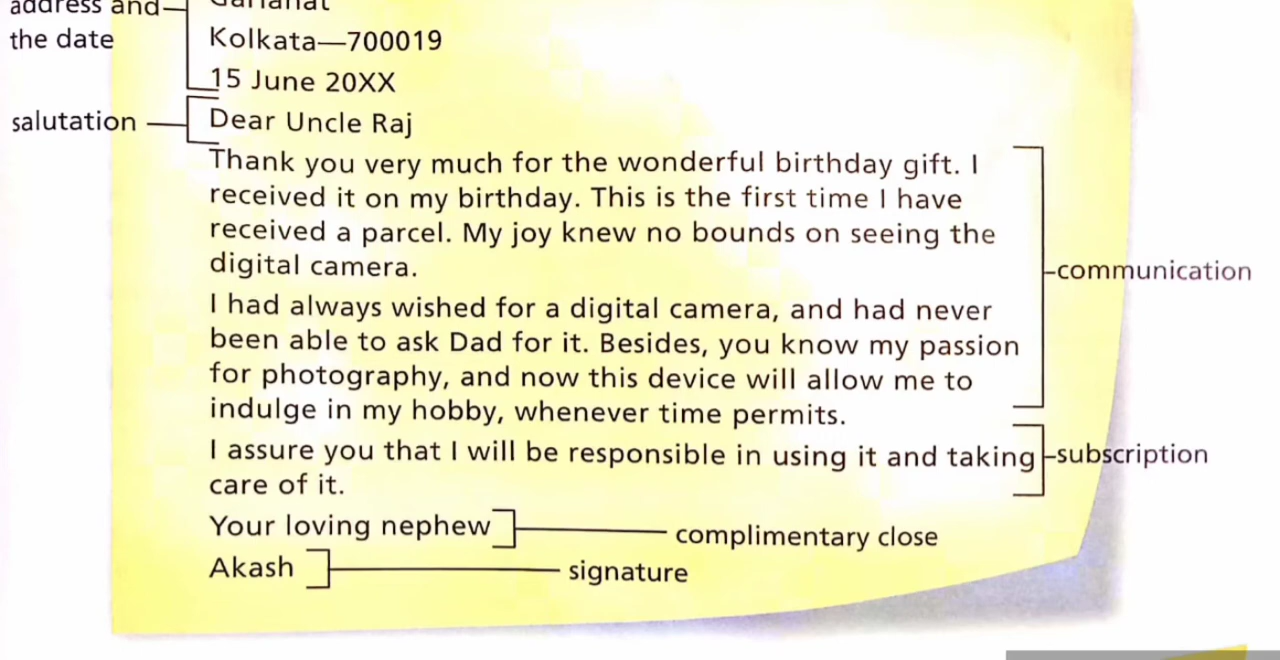 address and
the date
Kolkata—700019
15 June 20XX
salutation
Dear Uncle Raj
Thank you very much for the wonderful birthday gift. I
received it on my birthday. This is the first time I have
received a parcel. My joy knew no bounds on seeing the
digital camera.
communication
I had always wished for a digital camera, and had never
been able to ask Dad for it. Besides, you know my passion
for photography, and now this device will allow me to
indulge in my hobby, whenever time permits.
I assure you that I will be responsible in using it and taking
care of it.
subscription
Your loving nephew
complimentary close
Akash
signature